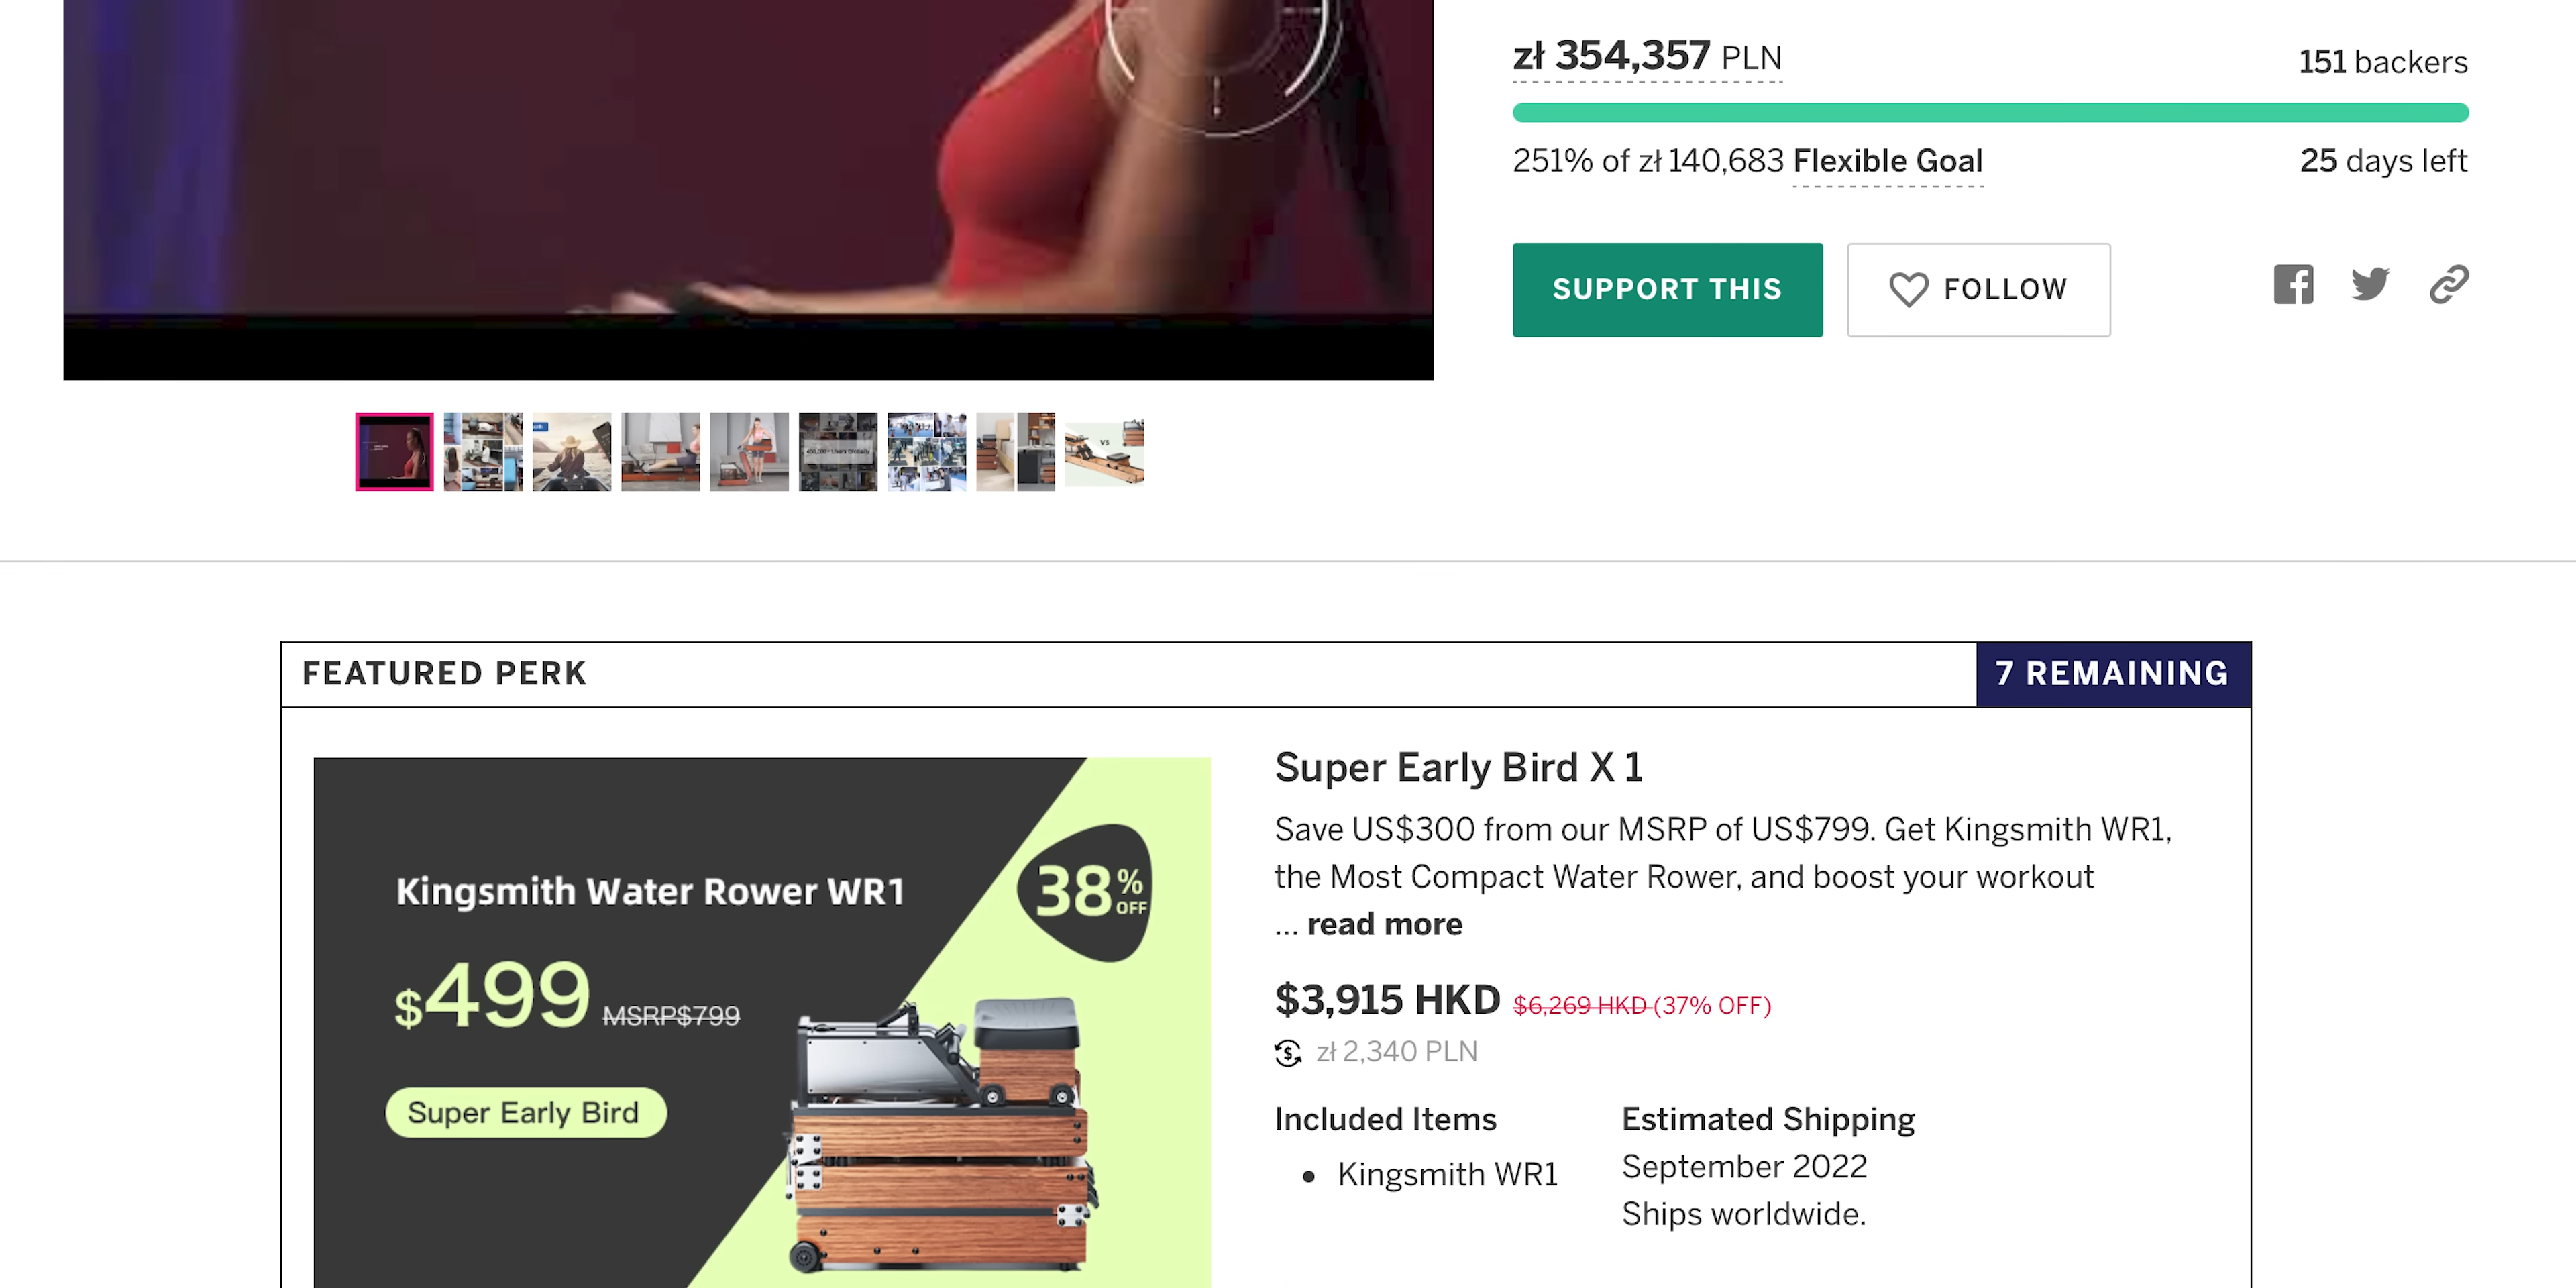 zł 354,357 PLN
151 backers
251% of zł 140,683 Flexible Goal
25 days left
SUPPORT THIS
FOLLOW
VS
FEATURED PERK
7 REMAINING
Kingsmith Water Rower WR1
38% OFF
$499 MSRP$799
Super Early Bird
Super Early Bird X 1
Save US$300 from our MSRP of US$799. Get Kingsmith WR1,
the Most Compact Water Rower, and boost your workout
... read more
$3,915 HKD $6,269 HKD (37% OFF)
zł 2,340 PLN
Included Items
• Kingsmith WR1
Estimated Shipping
September 2022
Ships worldwide.